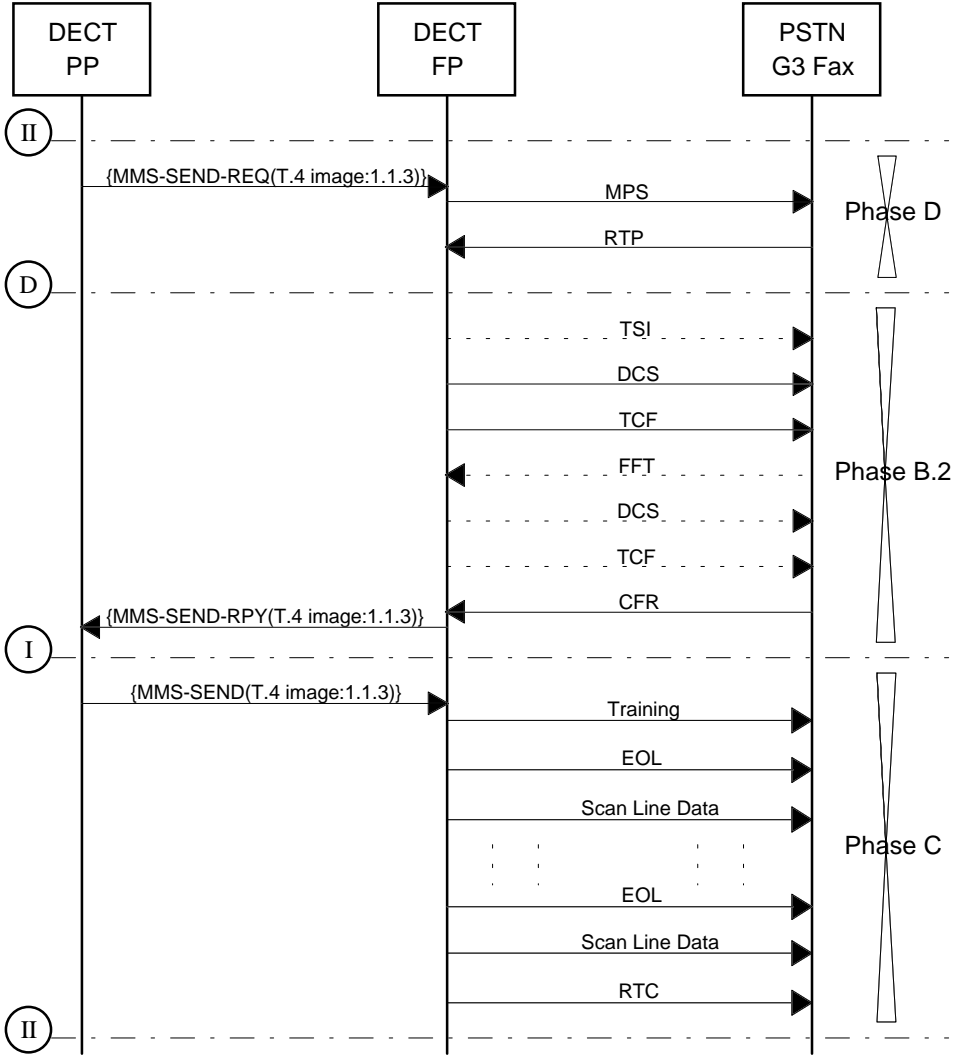 DECT
PP
DECT
FP
PSTN
G3 Fax
II
{MMS-SEND-REQ(T.4 image:1.1.3)}
MPS
Phase D
RTP
D
TSI
DCS
TCF
FFT
Phase B.2
DCS
TCF
CFR
{MMS-SEND-RPY(T.4 image:1.1.3)}
I
{MMS-SEND(T.4 image:1.1.3)}
Training
EOL
Scan Line Data
Phase C
EOL
Scan Line Data
RTC
II